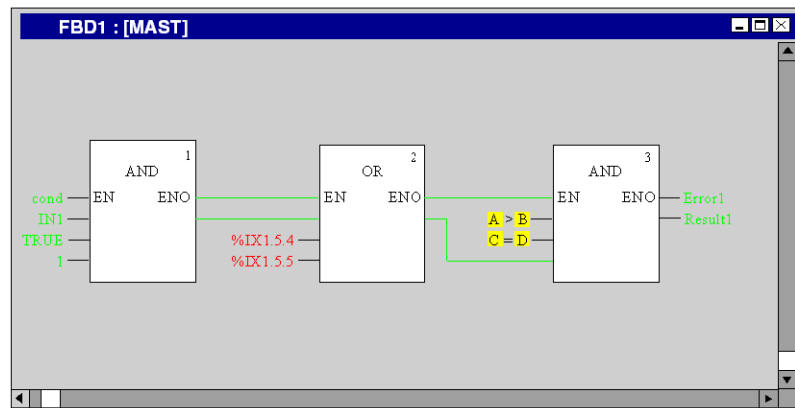 FBD1 : [MAST]
1
AND
cond EN ENO
IN1
TRUE
1
2
OR
EN ENO
%IX1.5.4
%IX1.5.5
3
AND
EN ENO Error1
A > B Result1
C = D